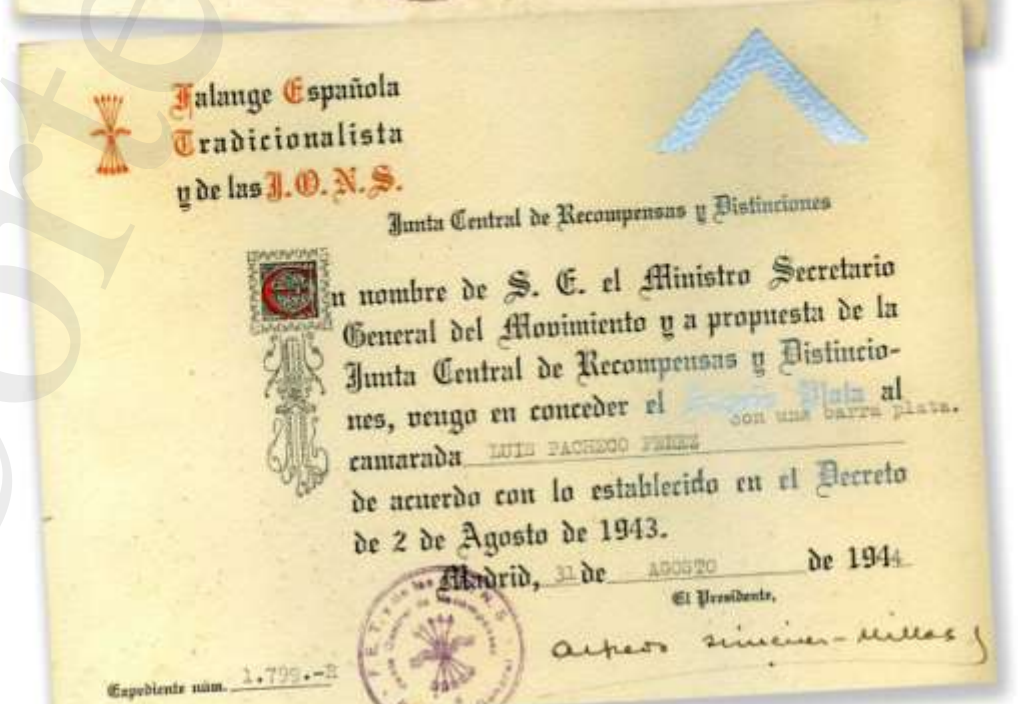 Falange Española
Tradicionalista
y de las J.O.N.S.
Junta Central de Recompensas y Distinciones
En nombre de S. E. el Ministro Secretario
General del Movimiento y a propuesta de la
Junta Central de Recompensas y Distincio-
nes, vengo en conceder el Plata al
con una barra plata.
camarada LUIS PACHECO PEREZ
de acuerdo con lo establecido en el Decreto
de 2 de Agosto de 1943.
Madrid, 31 de AGOSTO de 1944
El Presidente,
Expediente núm. 1.799.-R